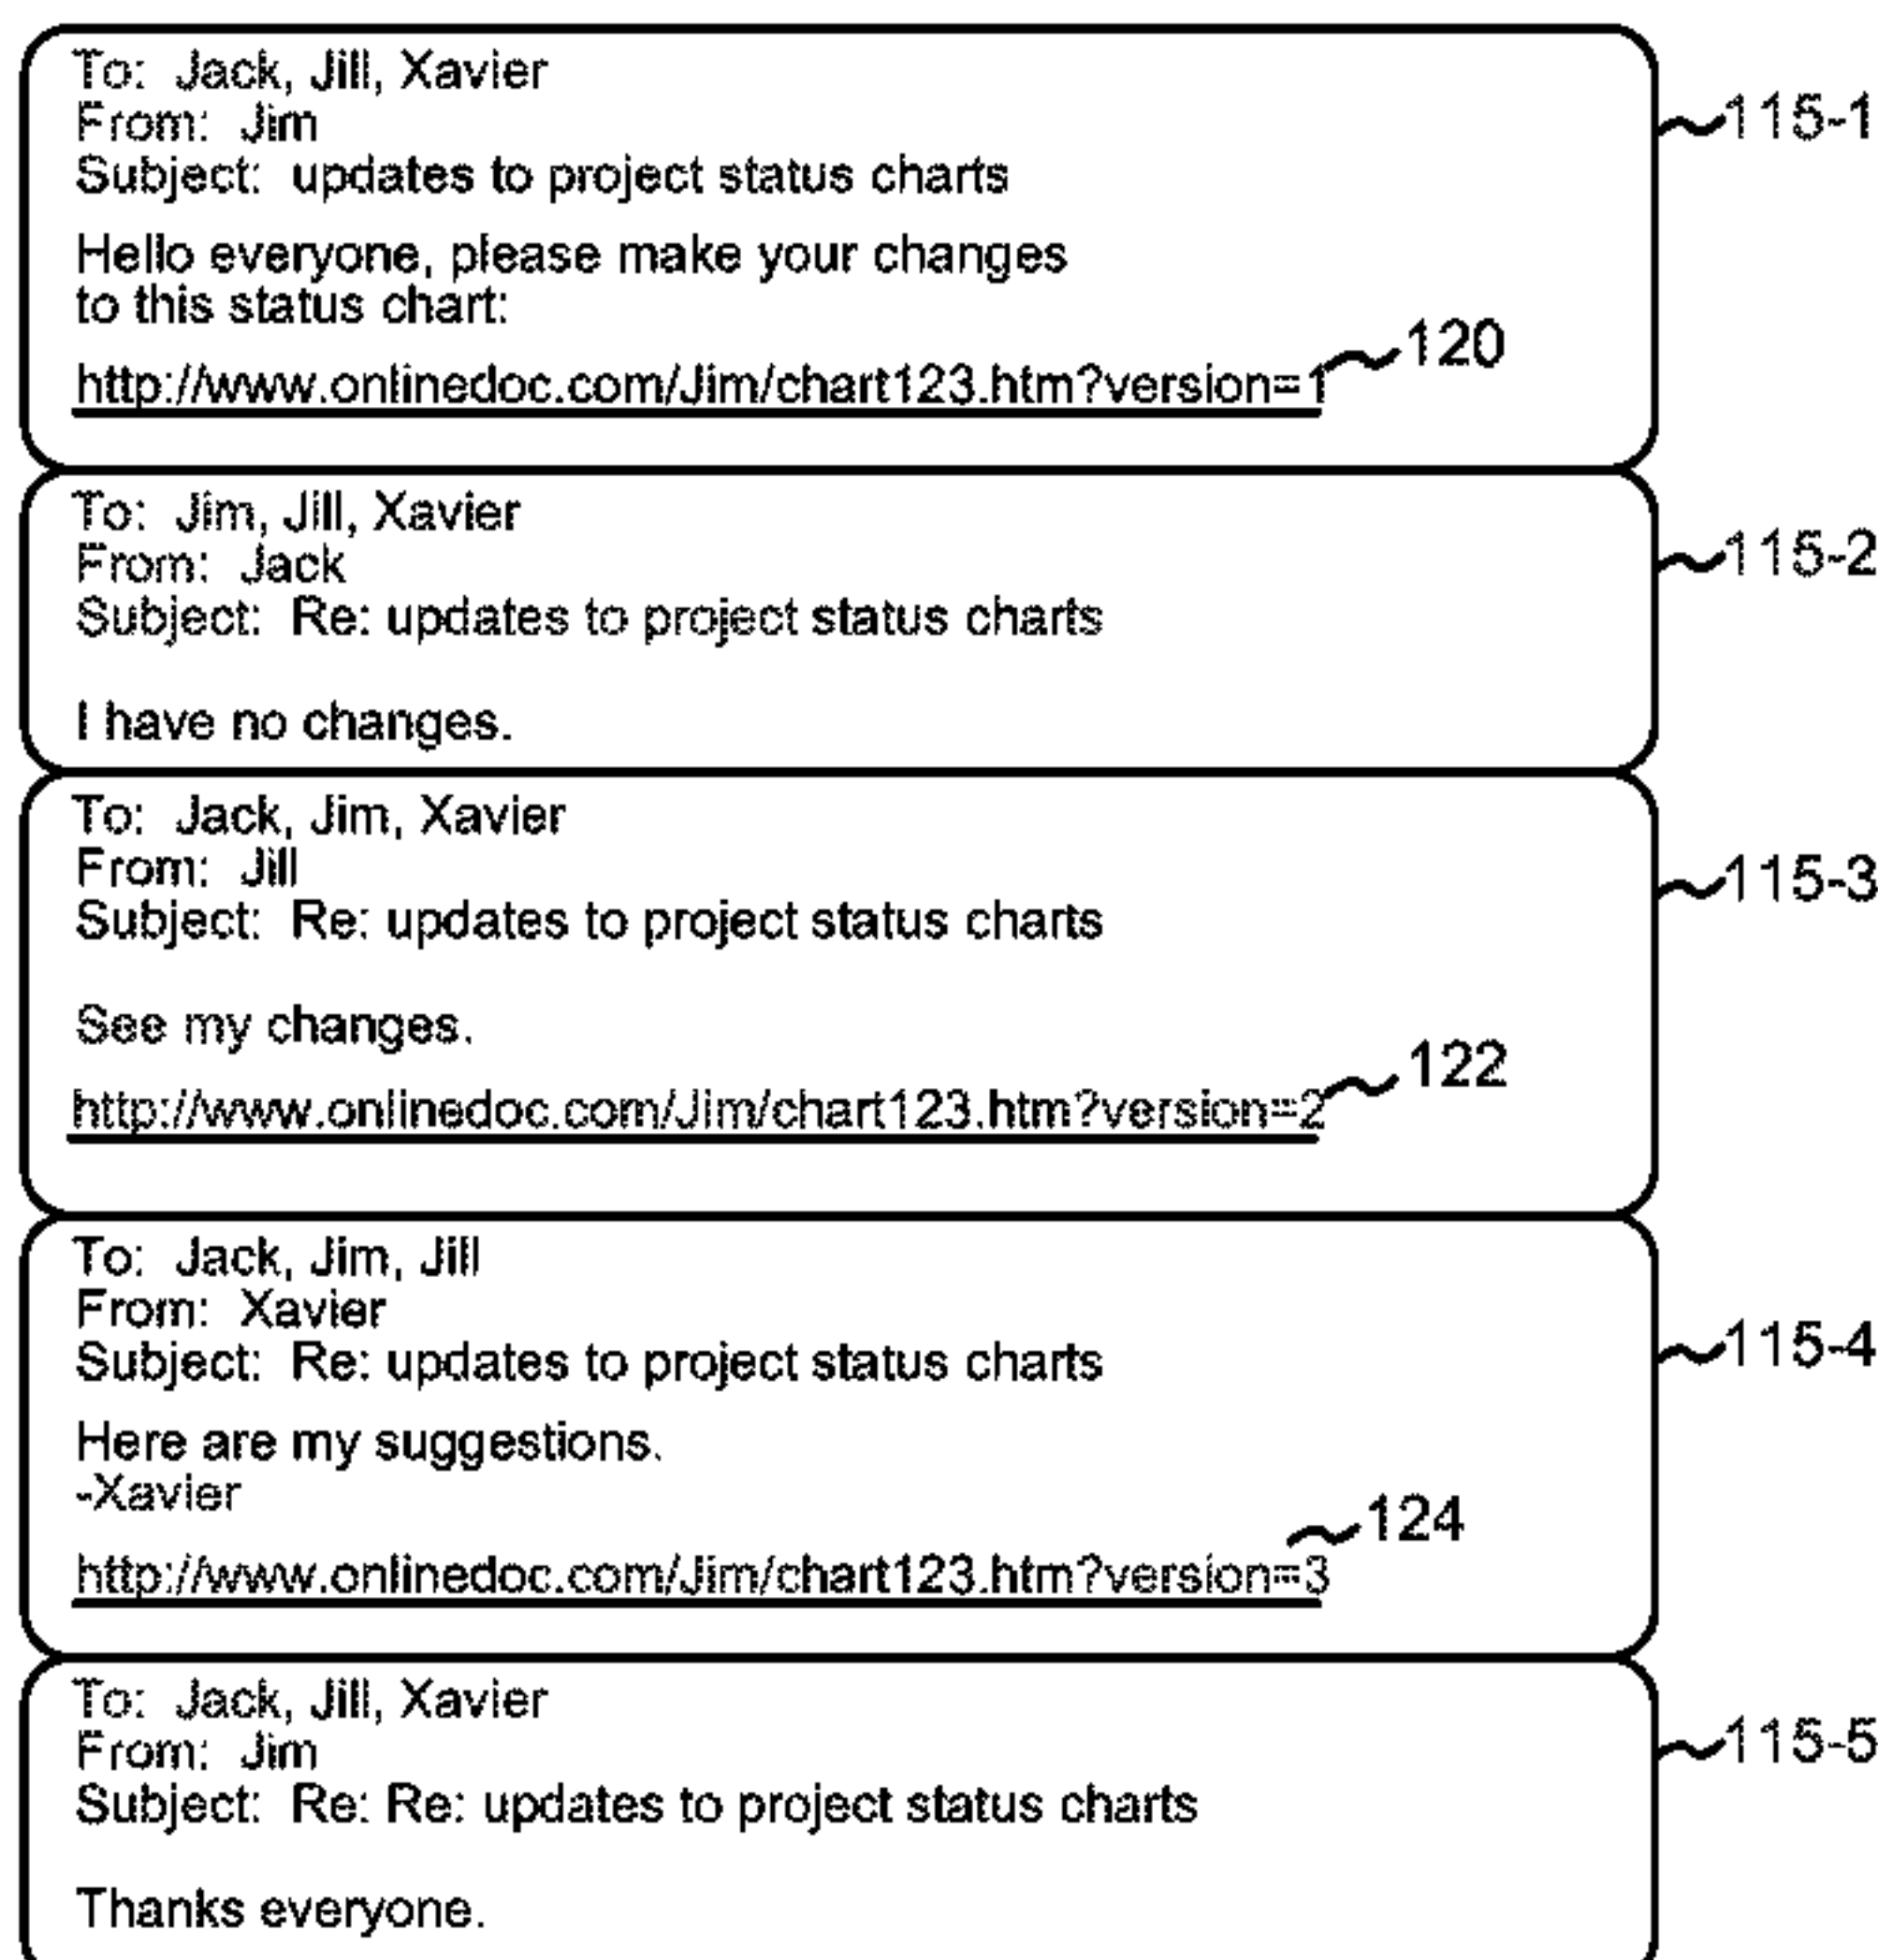 To: Jack, Jill, Xavier
From: Jim
115-1
Subject: updates to project status charts
Hello everyone, please make your changes
to this status chart:
120
http://www.onlinedoc.com/Jim/chart123.htm?version=1
To: Jim, Jill, Xavier
115-2
From: Jack
Subject: Re: updates to project status charts
I have no changes.
To: Jack, Jim, Xavier
From: Jill
115-3
Subject: Re: updates to project status charts
See my changes.
122
http://www.onlinedoc.com/Jim/chart123.htm?version=2
To: Jack, Jim, Jill
From: Xavier
115-4
Subject: Re: updates to project status charts
Here are my suggestions.
-Xavier
124
http://www.onlinedoc.com/Jim/chart123.htm?version=3
To: Jack, Jill, Xavier
From: Jim
115-5
Subject: Re: Re: updates to project status charts
Thanks everyone.